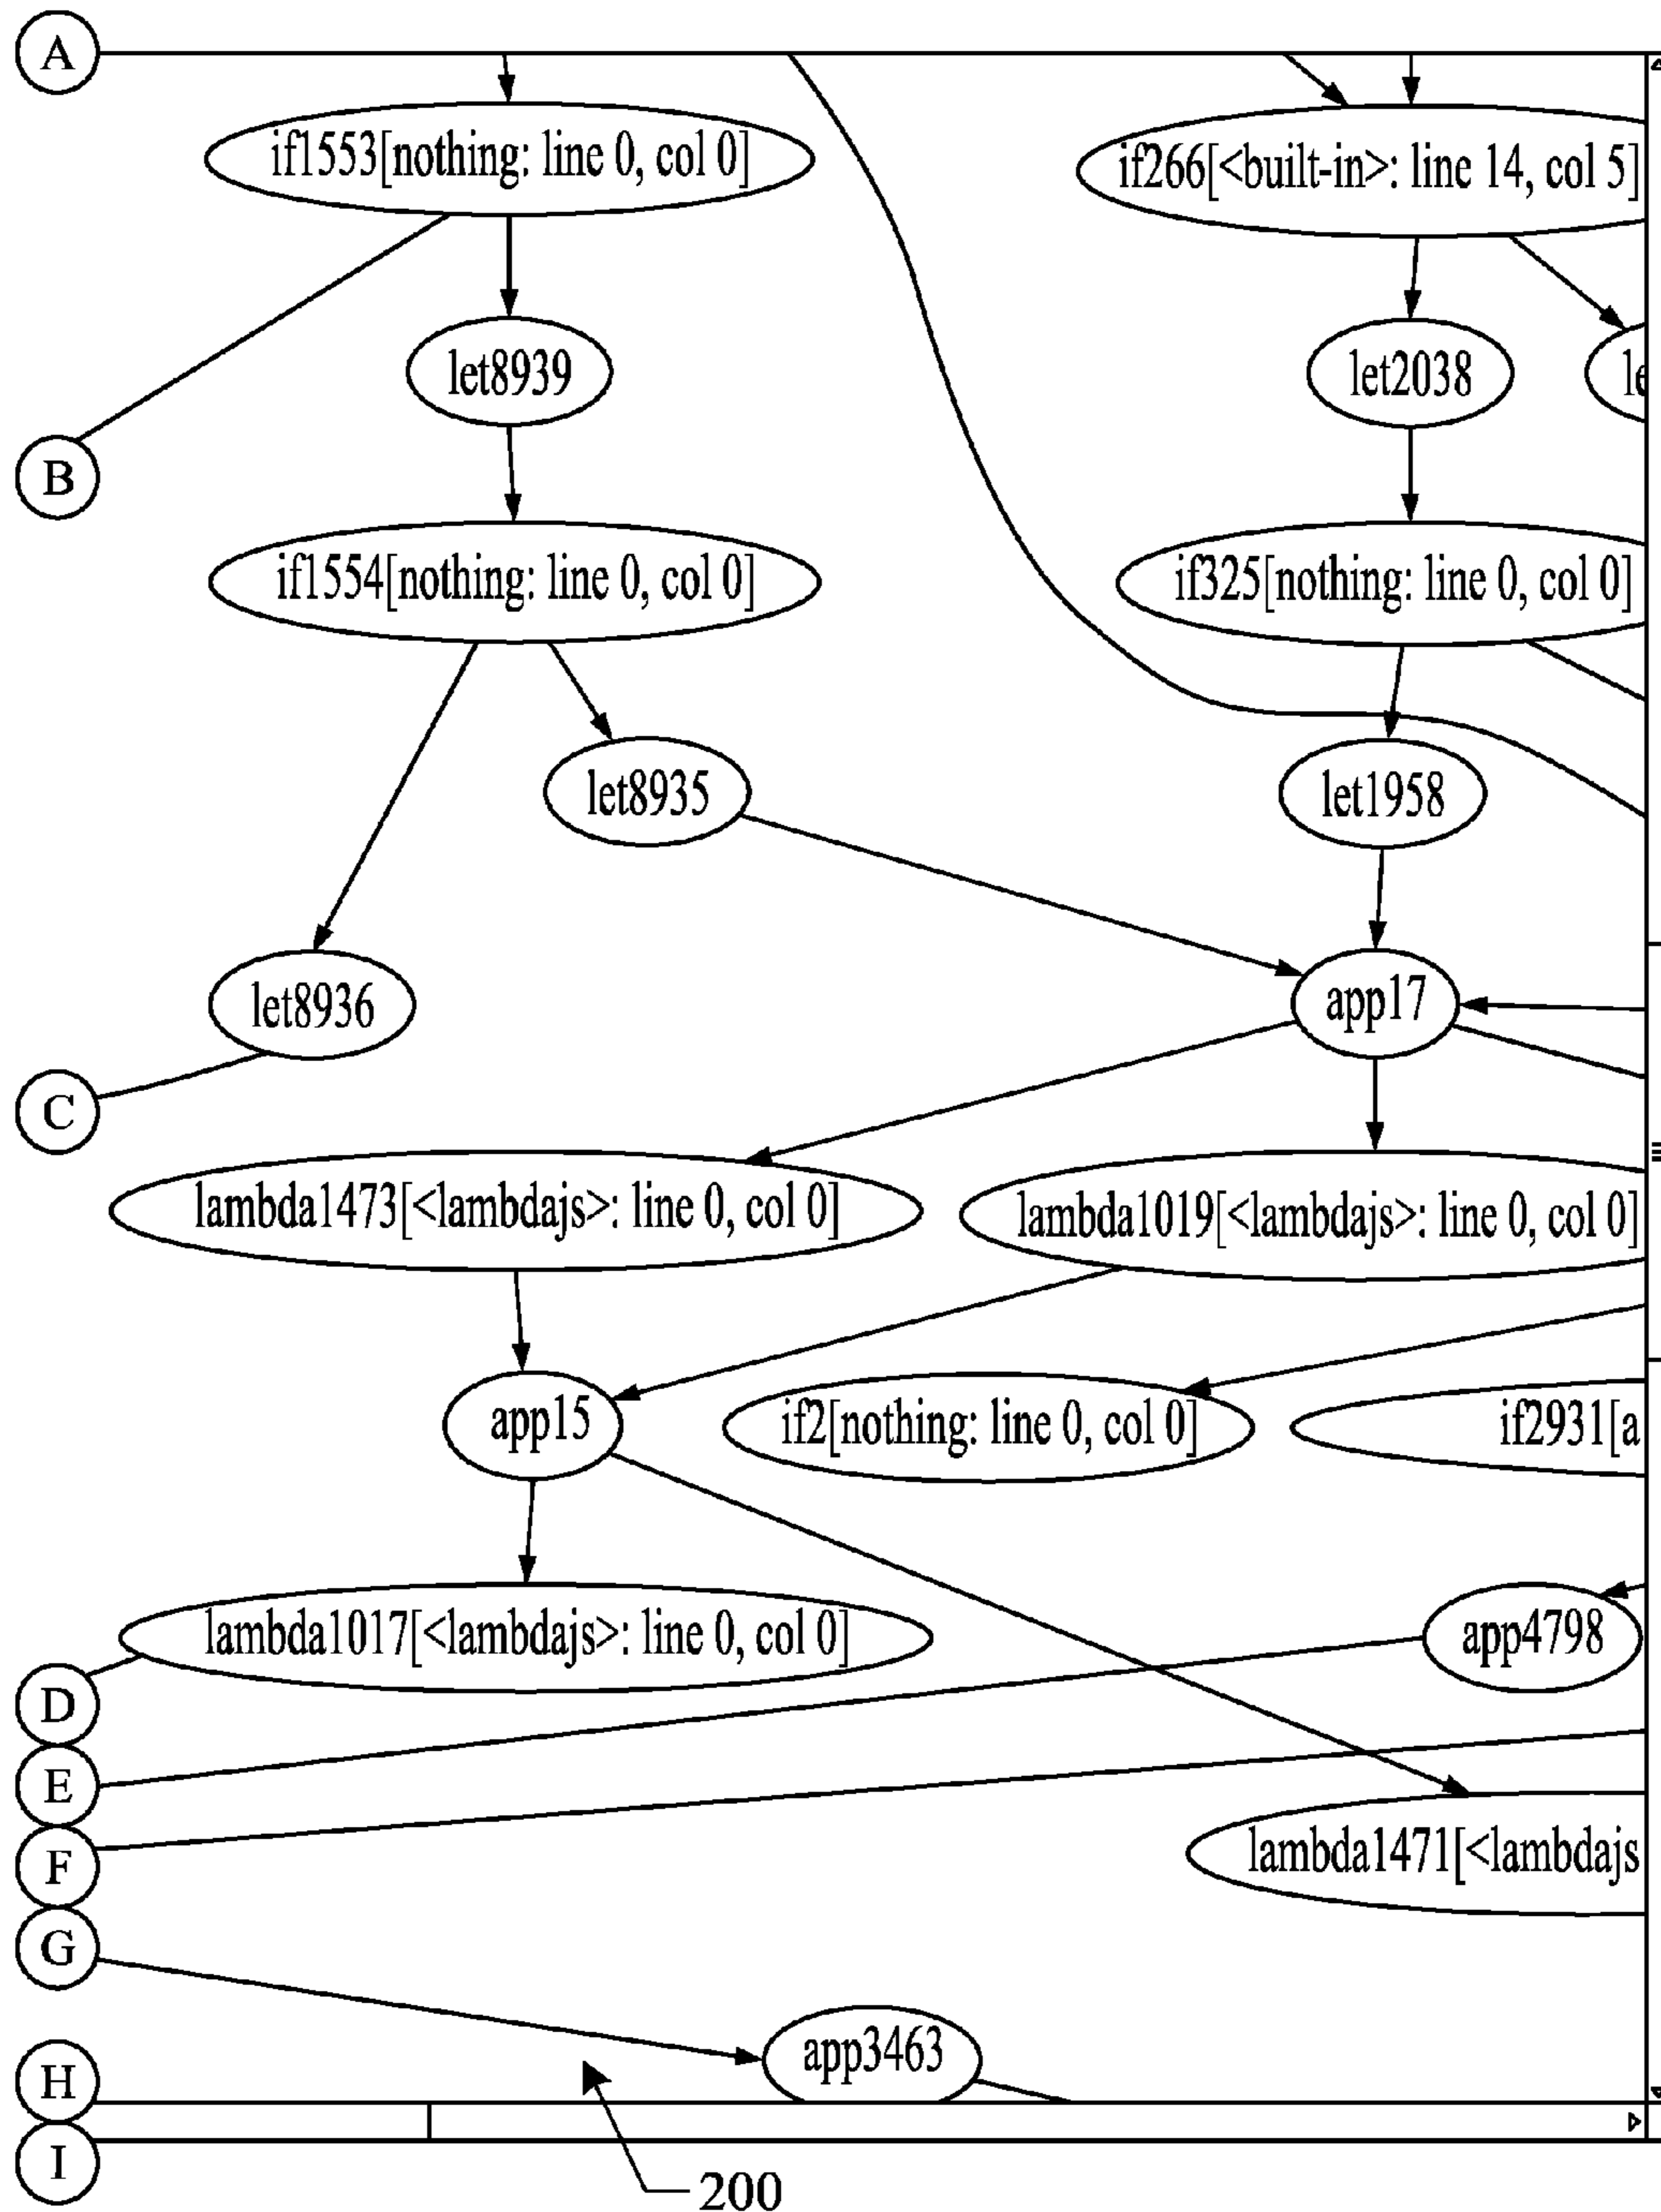 A
if1553[nothing: line 0, col 0]
if266[<built-in>: line 14, col 5]
let8939
let2038
le
B
if1554[nothing: line 0, col 0]
if325[nothing: line 0, col 0]
let8935
let1958
let8936
app17
C
lambda1473[<lambdajs>: line 0, col 0]
lambda1019[<lambdajs>: line 0, col 0]
app15
if2[nothing: line 0, col 0]
if2931[a
lambda1017[<lambdajs>: line 0, col 0]
app4798
D
E
F
lambda1471[<lambdajs
G
app3463
H
I
200